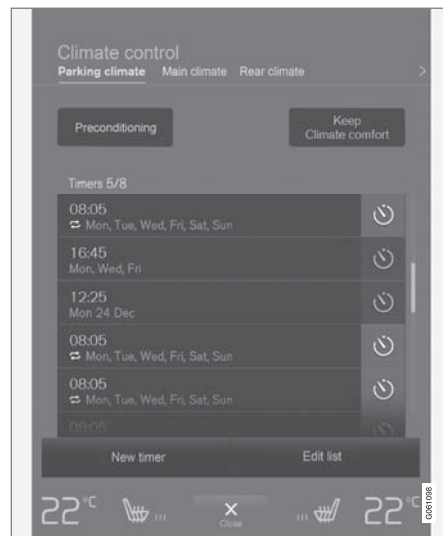 Climate control
Parking climate Main climate Rear climate >
Preconditioning
Keep
Climate comfort
Timers 5/8
08:05
Mon, Tue, Wed, Fri, Sat, Sun
16:45
Mon, Wed, Fri
12:25
Mon 24 Dec
08:05
Mon, Tue, Wed, Fri, Sat, Sun
08:05
Mon, Tue, Wed, Fri, Sat, Sun
08:05
New timer Edit list
22°C 22°C
Close
G061098